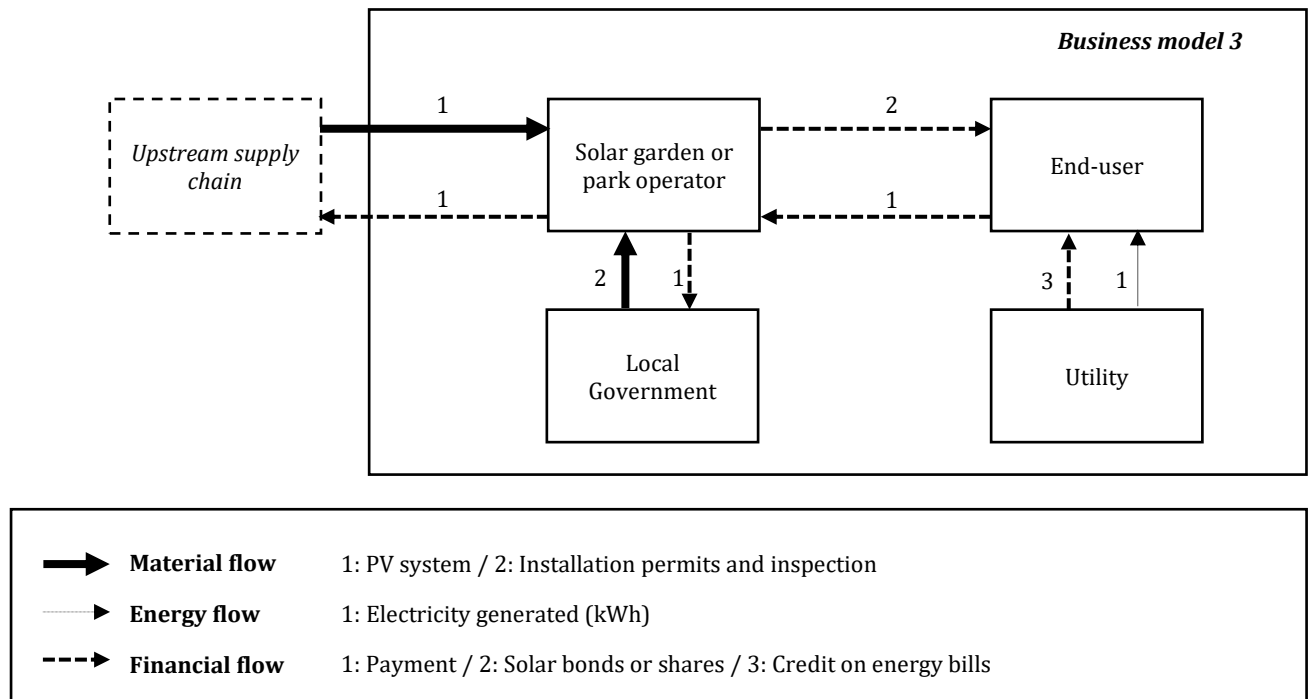 Business model 3
1
2
Upstream supply
chain
Solar garden or
park operator
End-user
1
1
2
1
3
1
Local
Government
Utility
Material flow 1: PV system / 2: Installation permits and inspection
Energy flow 1: Electricity generated (kWh)
Financial flow 1: Payment / 2: Solar bonds or shares / 3: Credit on energy bills